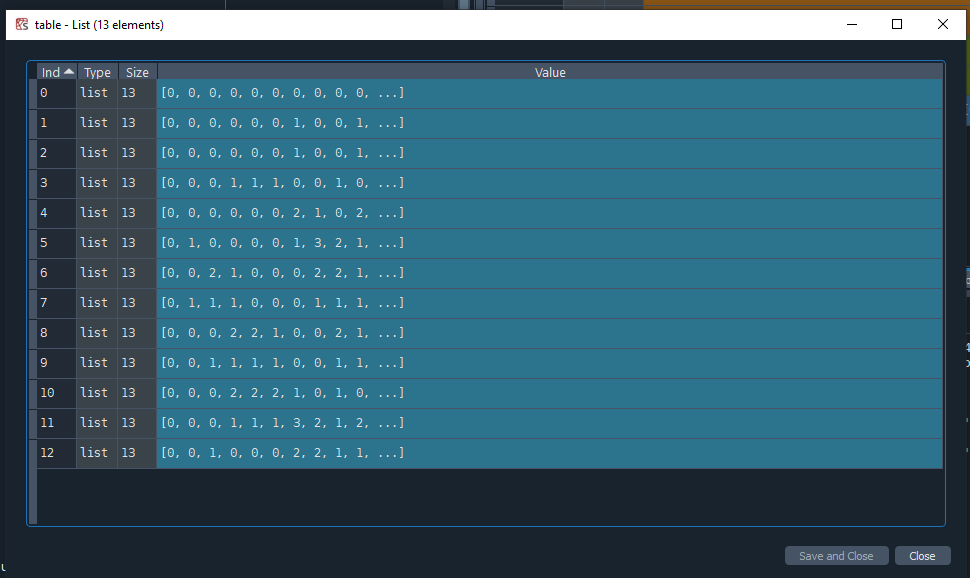 table - List (13 elements)
Ind Type Size Value
0 list 13 [0, 0, 0, 0, 0, 0, 0, 0, 0, 0, ...]
1 list 13 [0, 0, 0, 0, 0, 0, 1, 0, 0, 1, ...]
2 list 13 [0, 0, 0, 0, 0, 0, 1, 0, 0, 1, ...]
3 list 13 [0, 0, 0, 1, 1, 1, 0, 0, 1, 0, ...]
4 list 13 [0, 0, 0, 0, 0, 0, 2, 1, 0, 2, ...]
5 list 13 [0, 1, 0, 0, 0, 0, 1, 3, 2, 1, ...]
6 list 13 [0, 0, 2, 1, 0, 0, 0, 2, 2, 1, ...]
7 list 13 [0, 1, 1, 1, 0, 0, 0, 1, 1, 1, ...]
8 list 13 [0, 0, 0, 2, 2, 1, 0, 0, 2, 1, ...]
9 list 13 [0, 0, 1, 1, 1, 1, 0, 0, 1, 1, ...]
10 list 13 [0, 0, 0, 2, 2, 2, 1, 0, 1, 0, ...]
11 list 13 [0, 0, 0, 1, 1, 1, 3, 2, 1, 2, ...]
12 list 13 [0, 0, 1, 0, 0, 0, 2, 2, 1, 1, ...]
Save and Close Close